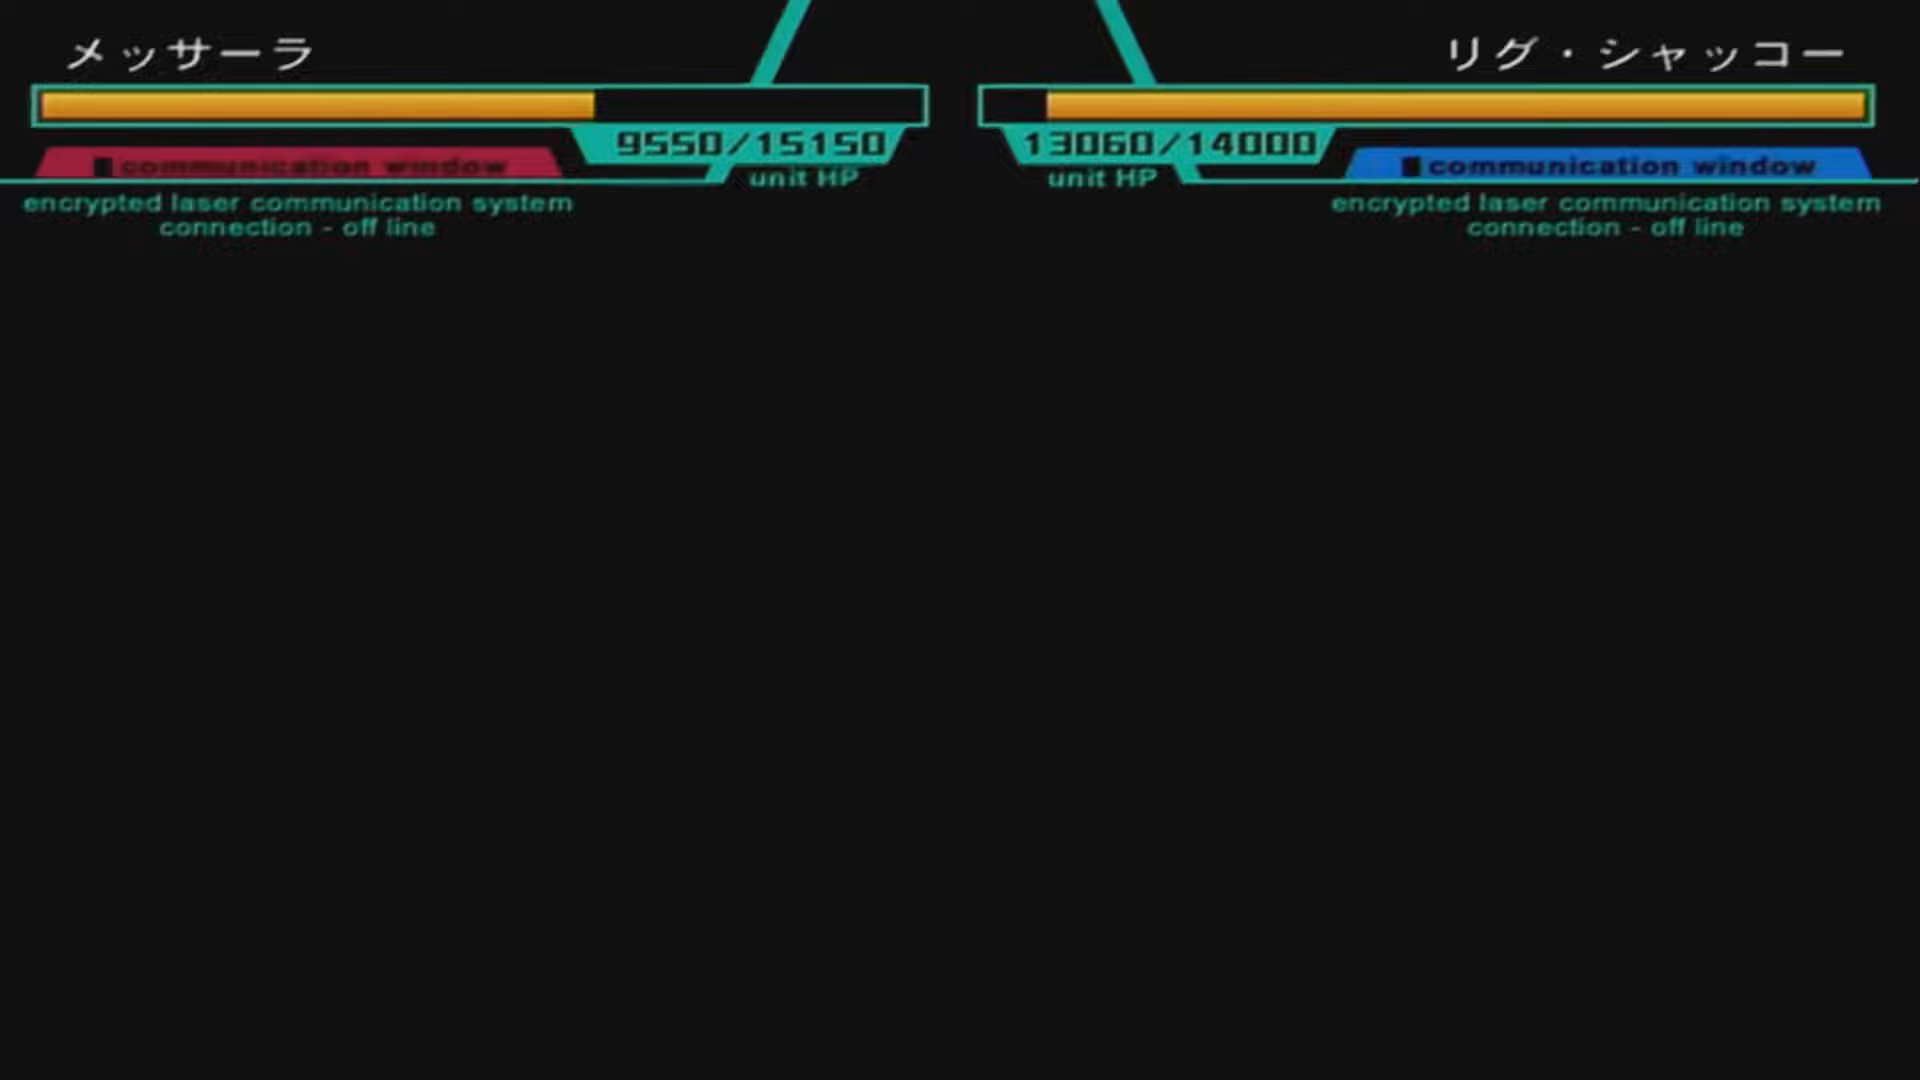 メッサーラ
リグ・シャッコー
9550/15150
13060/14000
communication window
unit HP
unit HP
communication window
encrypted laser communication system
connection - off line
encrypted laser communication system
connection - off line